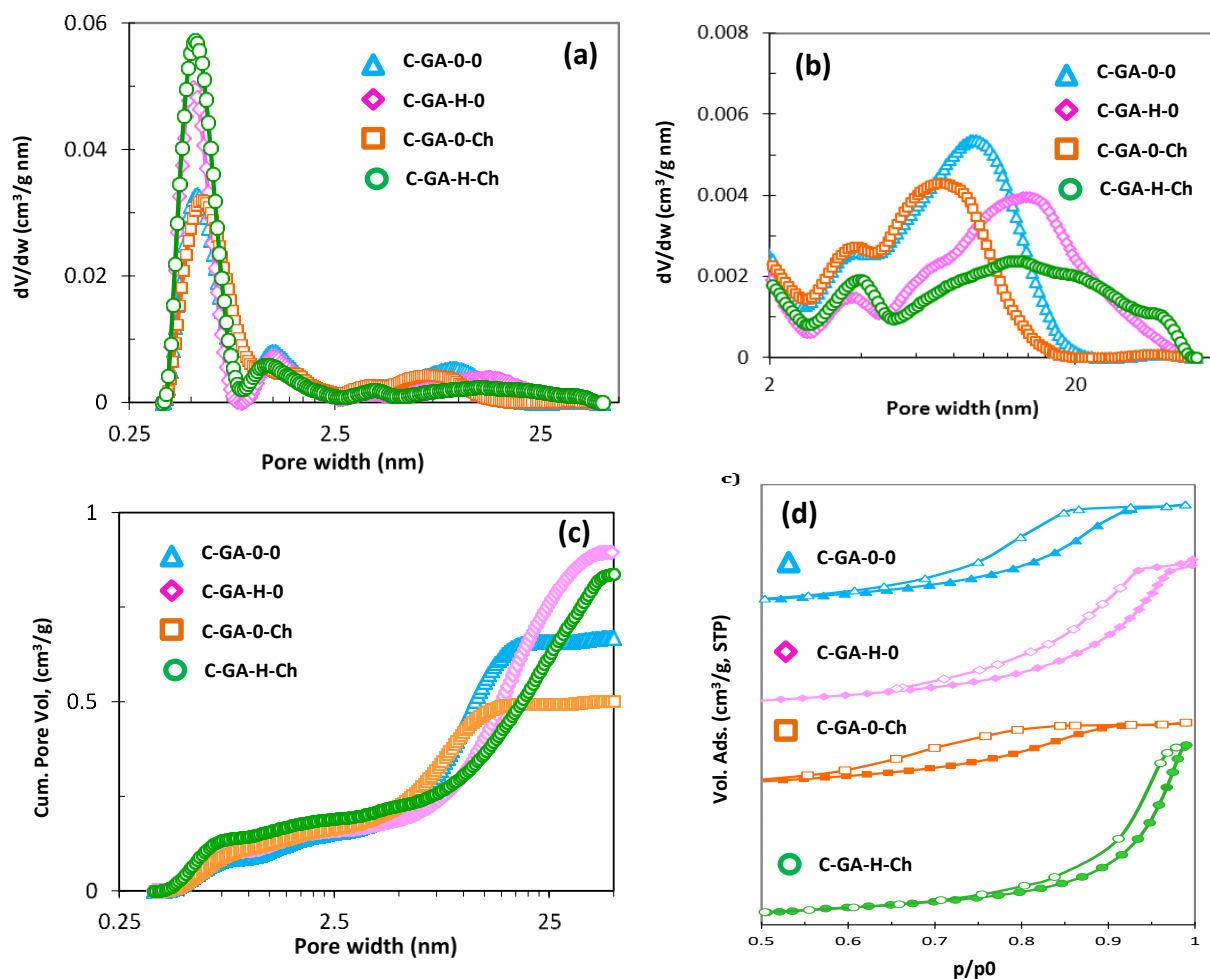 (a)
dV/dw (cm³/g nm)
0.06
0.04
0.02
0
C-GA-0-0
C-GA-H-0
C-GA-0-Ch
C-GA-H-Ch
0.25
2.5
25
Pore width (nm)
(b)
dV/dw (cm³/g nm)
0.008
0.006
0.004
0.002
0
C-GA-0-0
C-GA-H-0
C-GA-0-Ch
C-GA-H-Ch
2
20
Pore width (nm)
(c)
Cum. Pore Vol, (cm³/g)
1
0.5
0
C-GA-0-0
C-GA-H-0
C-GA-0-Ch
C-GA-H-Ch
0.25
2.5
25
Pore width (nm)
c)
(d)
Vol. Ads. (cm³/g, STP)
C-GA-0-0
C-GA-H-0
C-GA-0-Ch
C-GA-H-Ch
0.5
0.6
0.7
0.8
0.9
1
p/p0